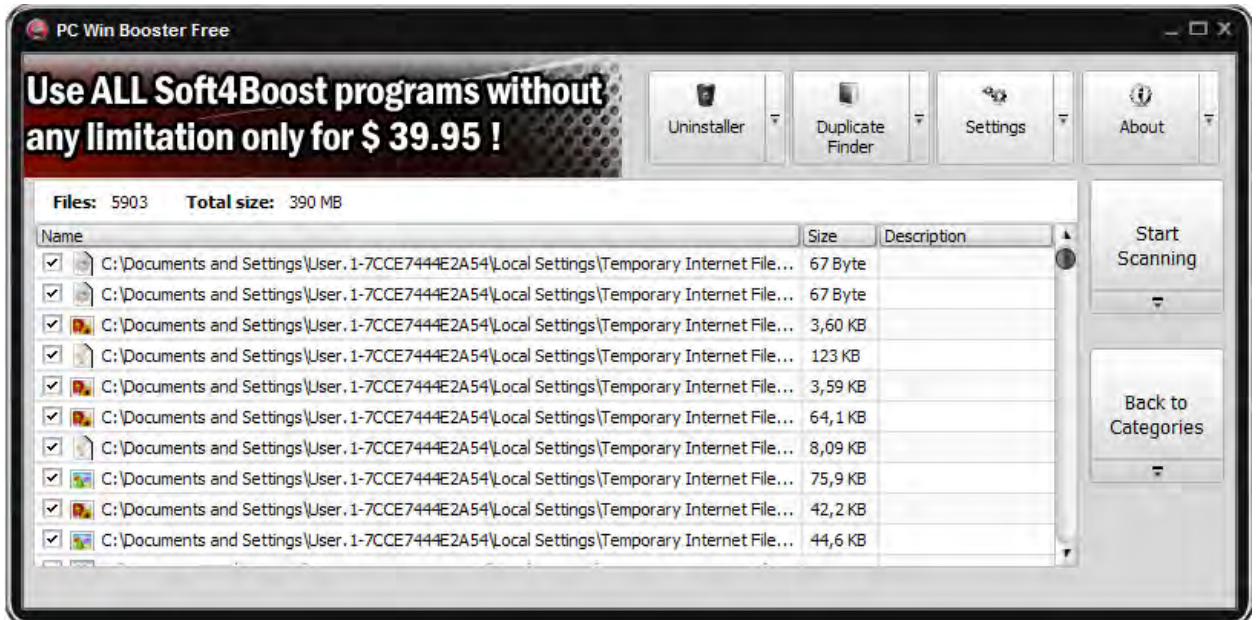 PC Win Booster Free
Use ALL Soft4Boost programs without
any limitation only for $ 39.95 !
Uninstaller
Duplicate
Finder
Settings
About
Files: 5903 Total size: 390 MB
Name Size Description
C:\Documents and Settings\User.1-7CCE7444E2A54\Local Settings\Temporary Internet File... 67 Byte
C:\Documents and Settings\User.1-7CCE7444E2A54\Local Settings\Temporary Internet File... 67 Byte
C:\Documents and Settings\User.1-7CCE7444E2A54\Local Settings\Temporary Internet File... 3,60 KB
C:\Documents and Settings\User.1-7CCE7444E2A54\Local Settings\Temporary Internet File... 123 KB
C:\Documents and Settings\User.1-7CCE7444E2A54\Local Settings\Temporary Internet File... 3,59 KB
C:\Documents and Settings\User.1-7CCE7444E2A54\Local Settings\Temporary Internet File... 64,1 KB
C:\Documents and Settings\User.1-7CCE7444E2A54\Local Settings\Temporary Internet File... 8,09 KB
C:\Documents and Settings\User.1-7CCE7444E2A54\Local Settings\Temporary Internet File... 75,9 KB
C:\Documents and Settings\User.1-7CCE7444E2A54\Local Settings\Temporary Internet File... 42,2 KB
C:\Documents and Settings\User.1-7CCE7444E2A54\Local Settings\Temporary Internet File... 44,6 KB
Start
Scanning
Back to
Categories